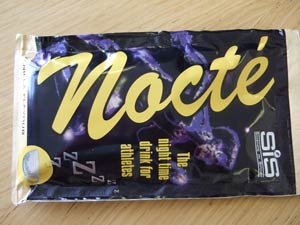 Nocté
The
night time
drink for
athletes
SiS
Z
z
z